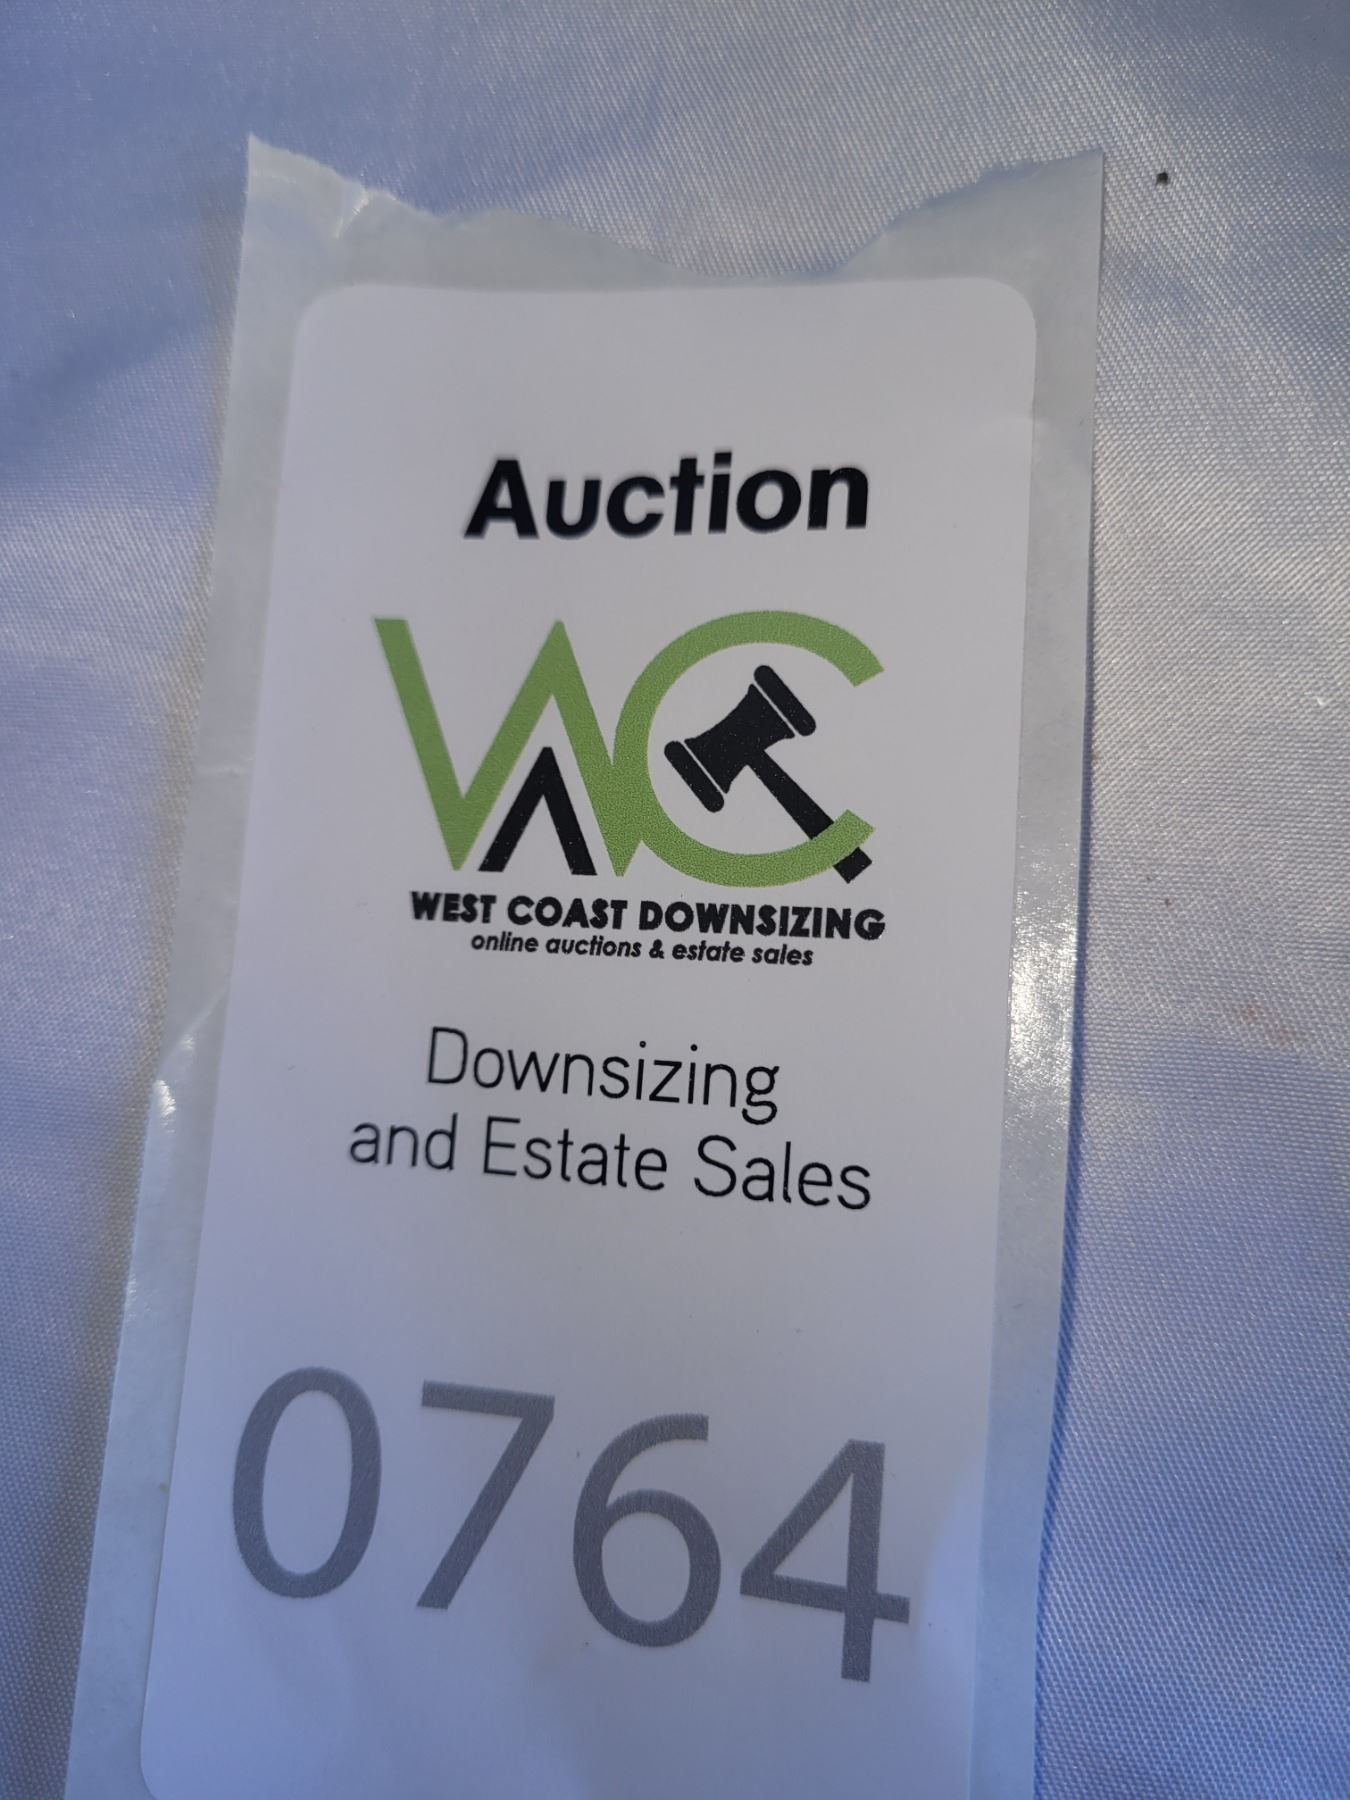 Auction
WC
WEST COAST DOWNSIZING
online auctions & estate sales
Downsizing
and Estate Sales
0764